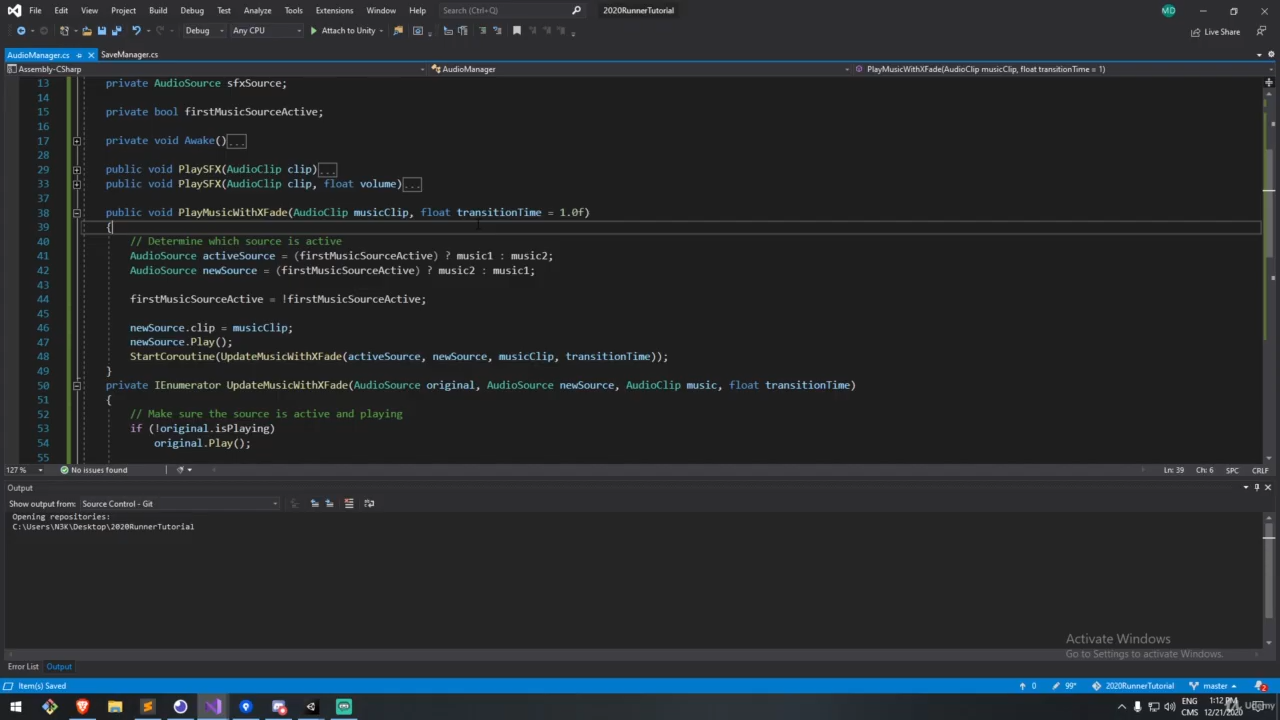 File Edit View Project Build Debug Test Analyze Tools Extensions Window Help Search (Ctrl+Q) 2020RunnerTutorial MD
Debug Any CPU Attach to Unity Live Share
AudioManager.cs SaveManager.cs
Assembly-CSharp AudioManager PlayMusicWithXFade(AudioClip musicClip, float transitionTime = 1)
13 private AudioSource sfxSource;
14
15 private bool firstMusicSourceActive;
16
17 private void Awake()...
28
29 public void PlaySFX(AudioClip clip)...
33 public void PlaySFX(AudioClip clip, float volume)...
37
38 public void PlayMusicWithXFade(AudioClip musicClip, float transitionTime = 1.0f)
39 {
40 // Determine which source is active
41 AudioSource activeSource = (firstMusicSourceActive) ? music1 : music2;
42 AudioSource newSource = (firstMusicSourceActive) ? music2 : music1;
43
44 firstMusicSourceActive = !firstMusicSourceActive;
45
46 newSource.clip = musicClip;
47 newSource.Play();
48 StartCoroutine(UpdateMusicWithXFade(activeSource, newSource, musicClip, transitionTime));
49 }
50 private IEnumerator UpdateMusicWithXFade(AudioSource original, AudioSource newSource, AudioClip music, float transitionTime)
51 {
52 // Make sure the source is active and playing
53 if (!original.isPlaying)
54 original.Play();
55
127 % No issues found Ln: 39 Ch: 6 SPC CRLF
Output
Show output from: Source Control - Git
Opening repositories:
C:\Users\N3K\Desktop\2020RunnerTutorial
Activate Windows
Go to Settings to activate Windows.
Error List Output
Item(s) Saved 0 99* 2020RunnerTutorial master 2
ENG 1:12 PM
CMS 12/21/2020
Udemy